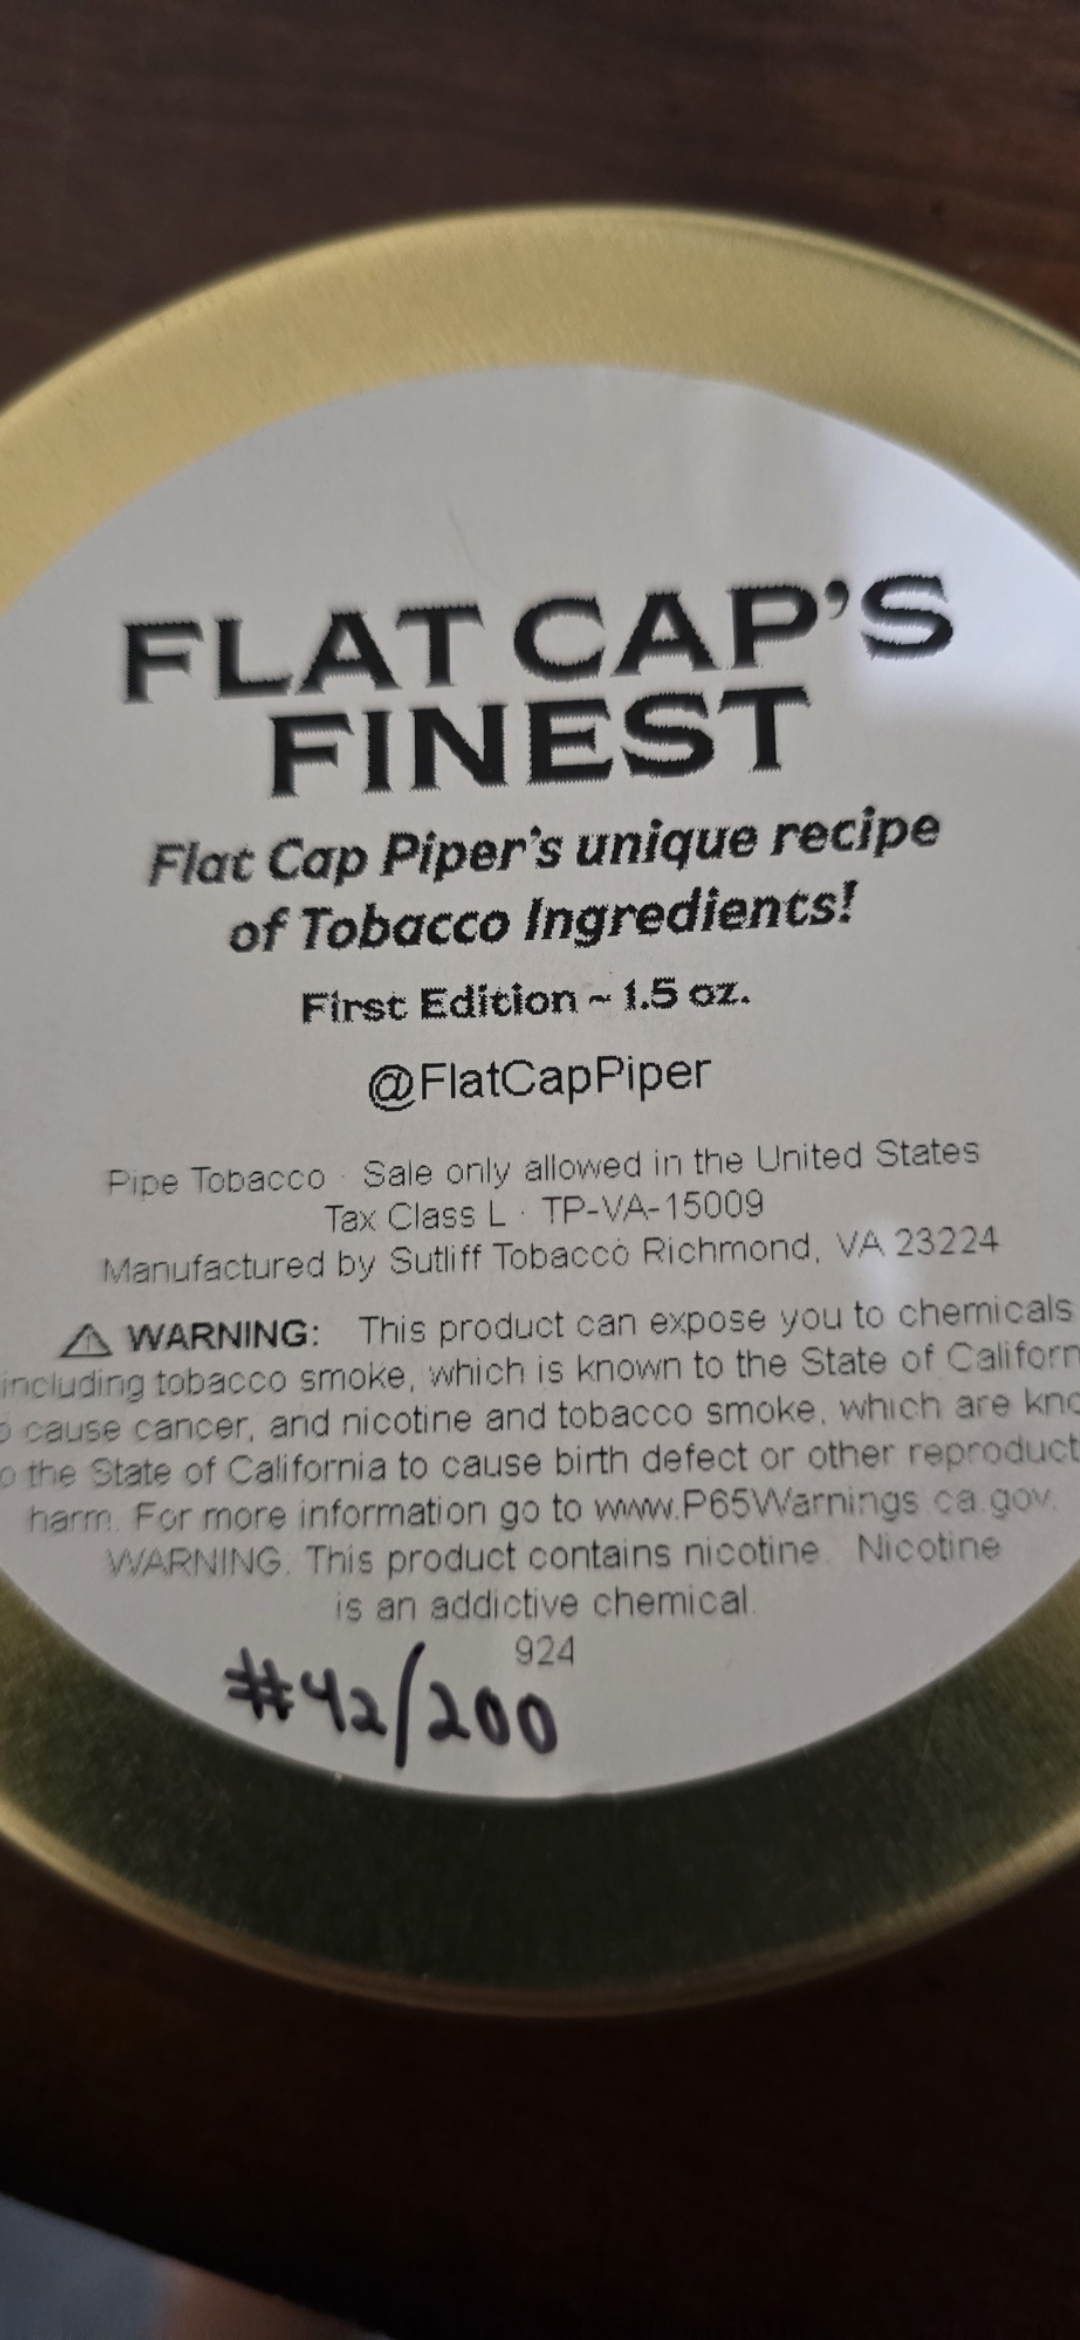 FLAT CAP'S
FINEST
Flat Cap Piper's unique recipe
of Tobacco Ingredients!
First Edition ~ 1.5 oz.
@FlatCapPiper
Pipe Tobacco · Sale only allowed in the United States
Tax Class L · TP-VA-15009
Manufactured by Sutliff Tobacco Richmond, VA 23224
⚠ WARNING: This product can expose you to chemicals
including tobacco smoke, which is known to the State of Californ
o cause cancer, and nicotine and tobacco smoke, which are kno
o the State of California to cause birth defect or other reproduct
harm. For more information go to www.P65Warnings.ca.gov.
WARNING. This product contains nicotine. Nicotine
is an addictive chemical.
924
#42/200